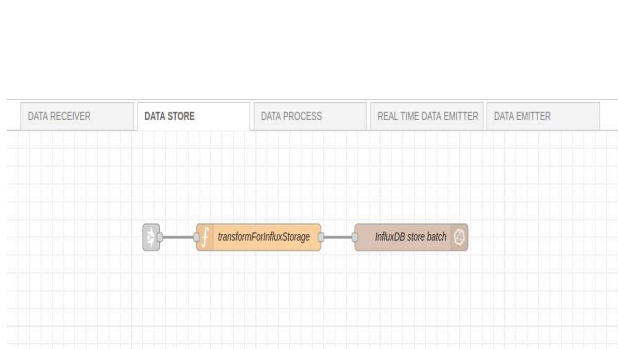 DATA RECEIVER
DATA STORE
DATA PROCESS
REAL TIME DATA EMITTER
DATA EMITTER
transformForInfluxStorage
InfluxDB store batch